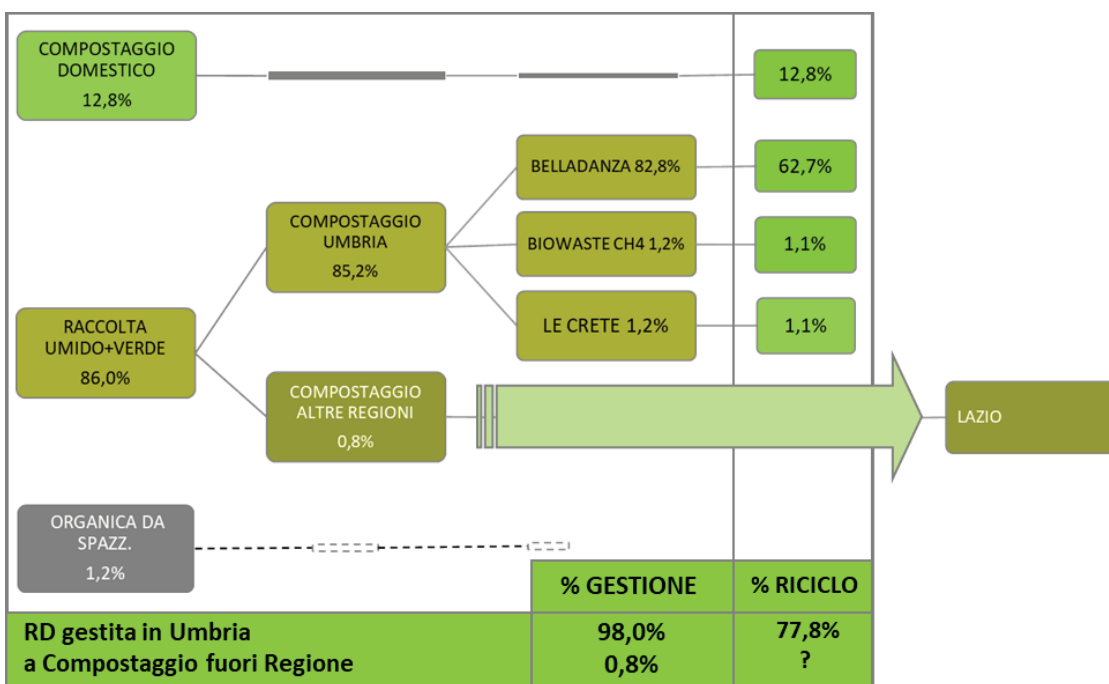 COMPOSTAGGIO
DOMESTICO
12,8%
12,8%
RACCOLTA
UMIDO+VERDE
86,0%
COMPOSTAGGIO
UMBRIA
85,2%
BELLADANZA 82,8%
62,7%
BIOWASTE CH4 1,2%
1,1%
LE CRETE 1,2%
1,1%
COMPOSTAGGIO
ALTRE REGIONI
0,8%
LAZIO
ORGANICA DA
SPAZZ.
1,2%
% GESTIONE % RICICLO
RD gestita in Umbria 98,0% 77,8%
a Compostaggio fuori Regione 0,8% ?